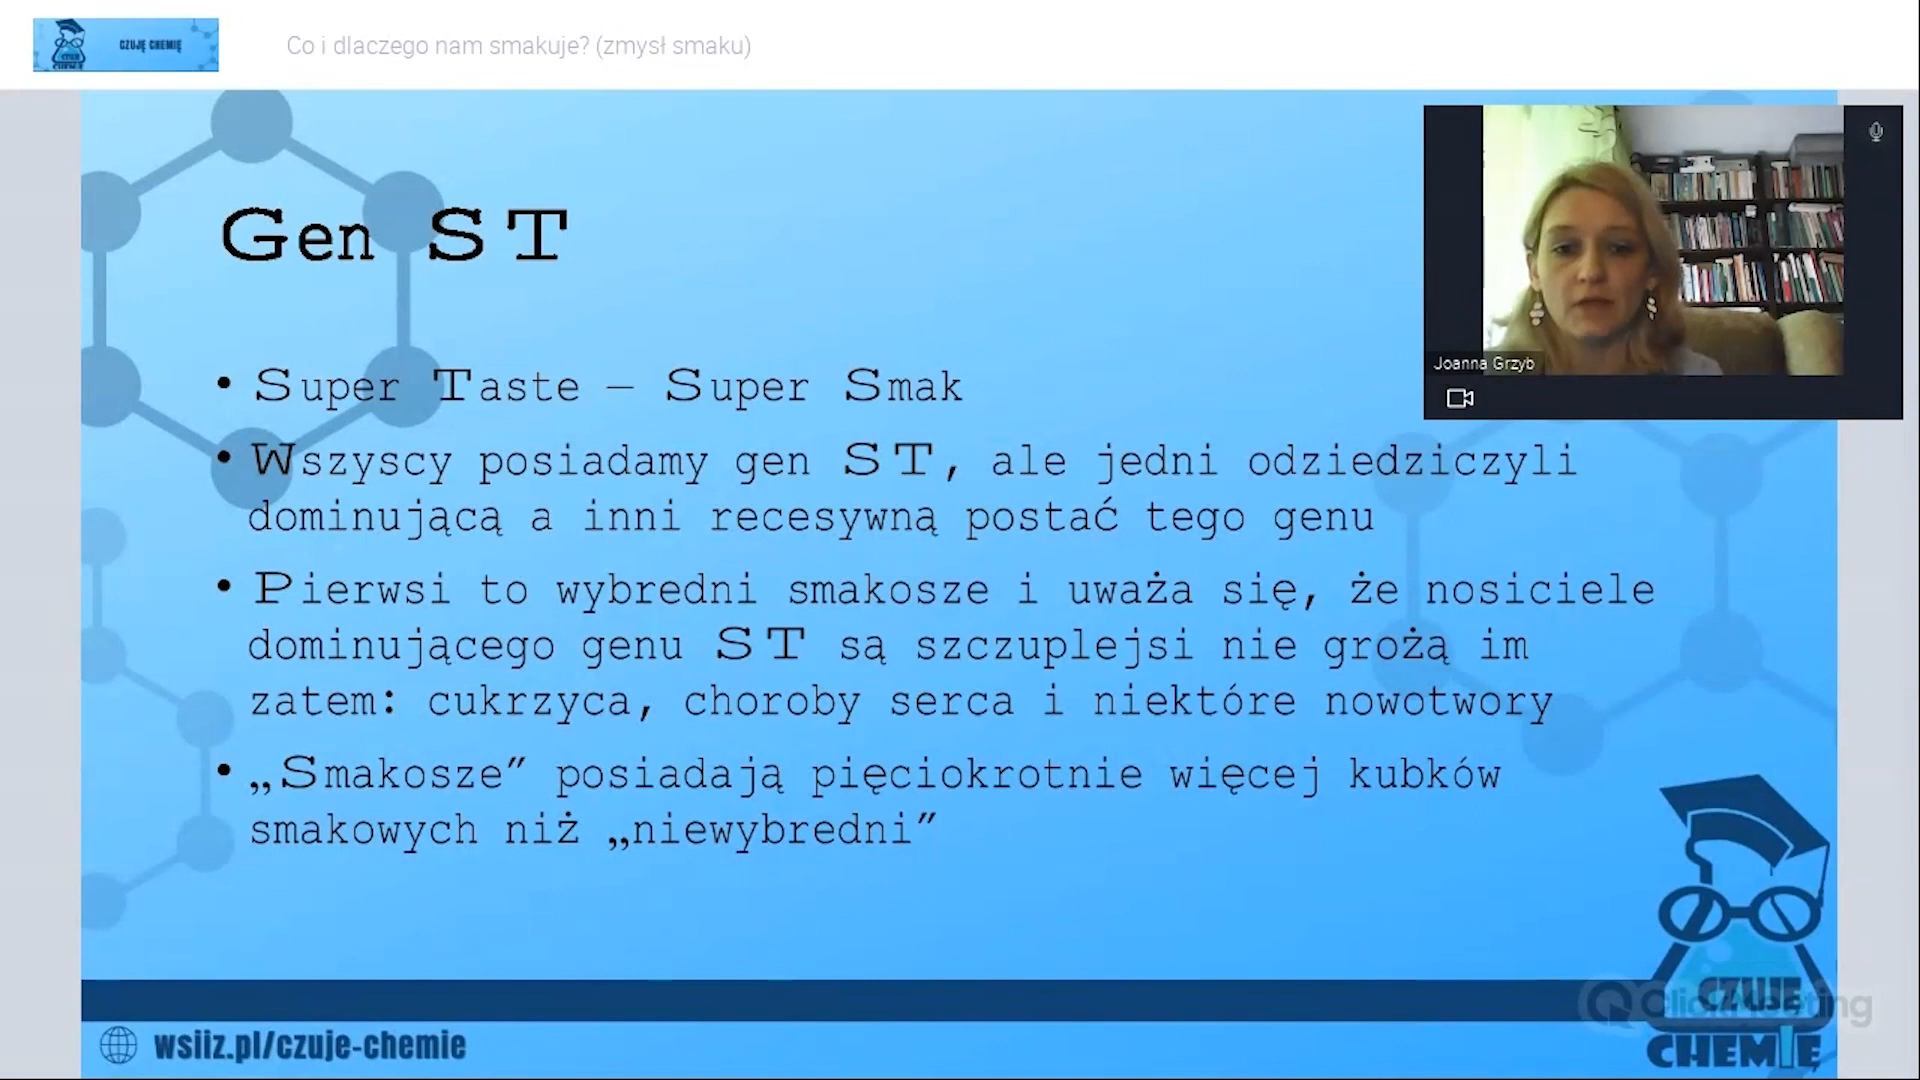 CZUJĘ CHEMIĘ
Co i dlaczego nam smakuje? (zmysł smaku)
Gen ST
Joanna Grzyb
• Super Taste – Super Smak
• Wszyscy posiadamy gen ST, ale jedni odziedziczyli
dominującą a inni recesywną postać tego genu
• Pierwsi to wybredni smakosze i uważa się, że nosiciele
dominującego genu ST są szczuplejsi nie grożą im
zatem: cukrzyca, choroby serca i niektóre nowotwory
• „Smakosze” posiadają pięciokrotnie więcej kubków
smakowych niż „niewybredni”
ClickMeeting
CZUJĘ
CHEMIĘ
wsiiz.pl/czuje-chemie